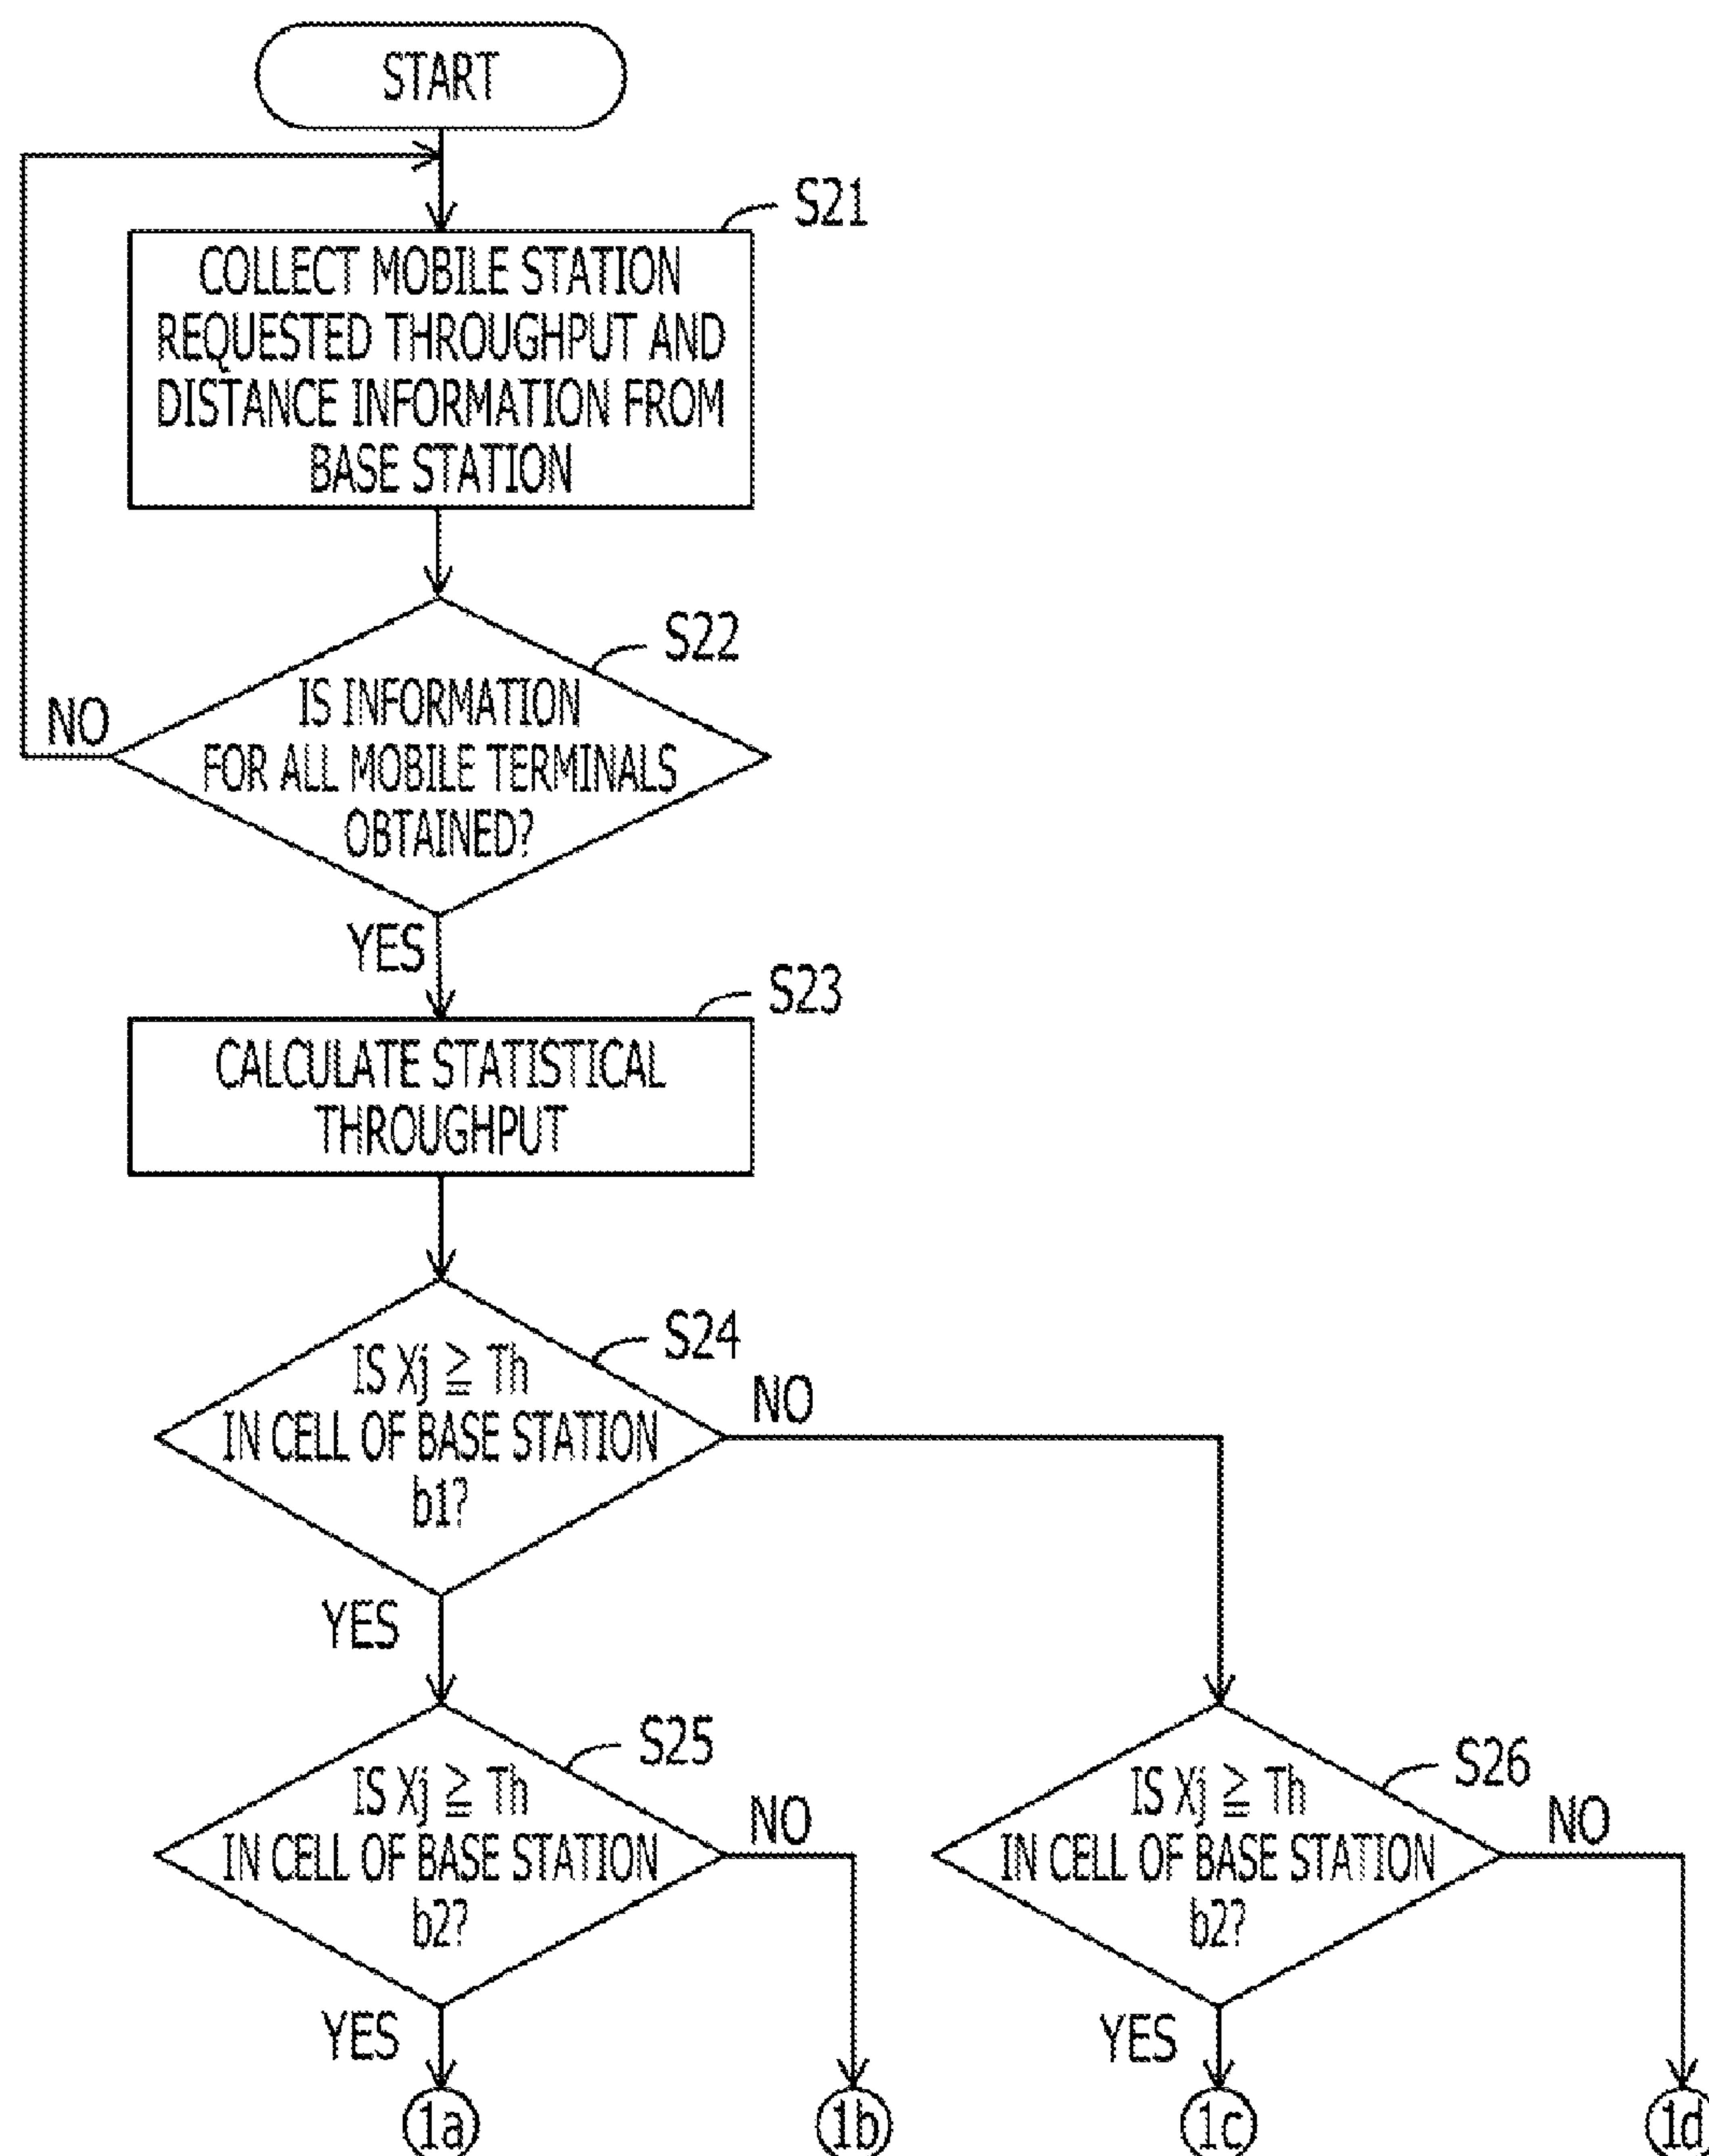 START
S21
COLLECT MOBILE STATION
REQUESTED THROUGHPUT AND
DISTANCE INFORMATION FROM
BASE STATION
S22
IS INFORMATION
FOR ALL MOBILE TERMINALS
OBTAINED?
NO
YES
S23
CALCULATE STATISTICAL
THROUGHPUT
S24
IS Xj ≧ Th
IN CELL OF BASE STATION
b1?
NO
YES
S25
IS Xj ≧ Th
IN CELL OF BASE STATION
b2?
NO
YES
S26
IS Xj ≧ Th
IN CELL OF BASE STATION
b2?
NO
YES
1a
1b
1c
1d